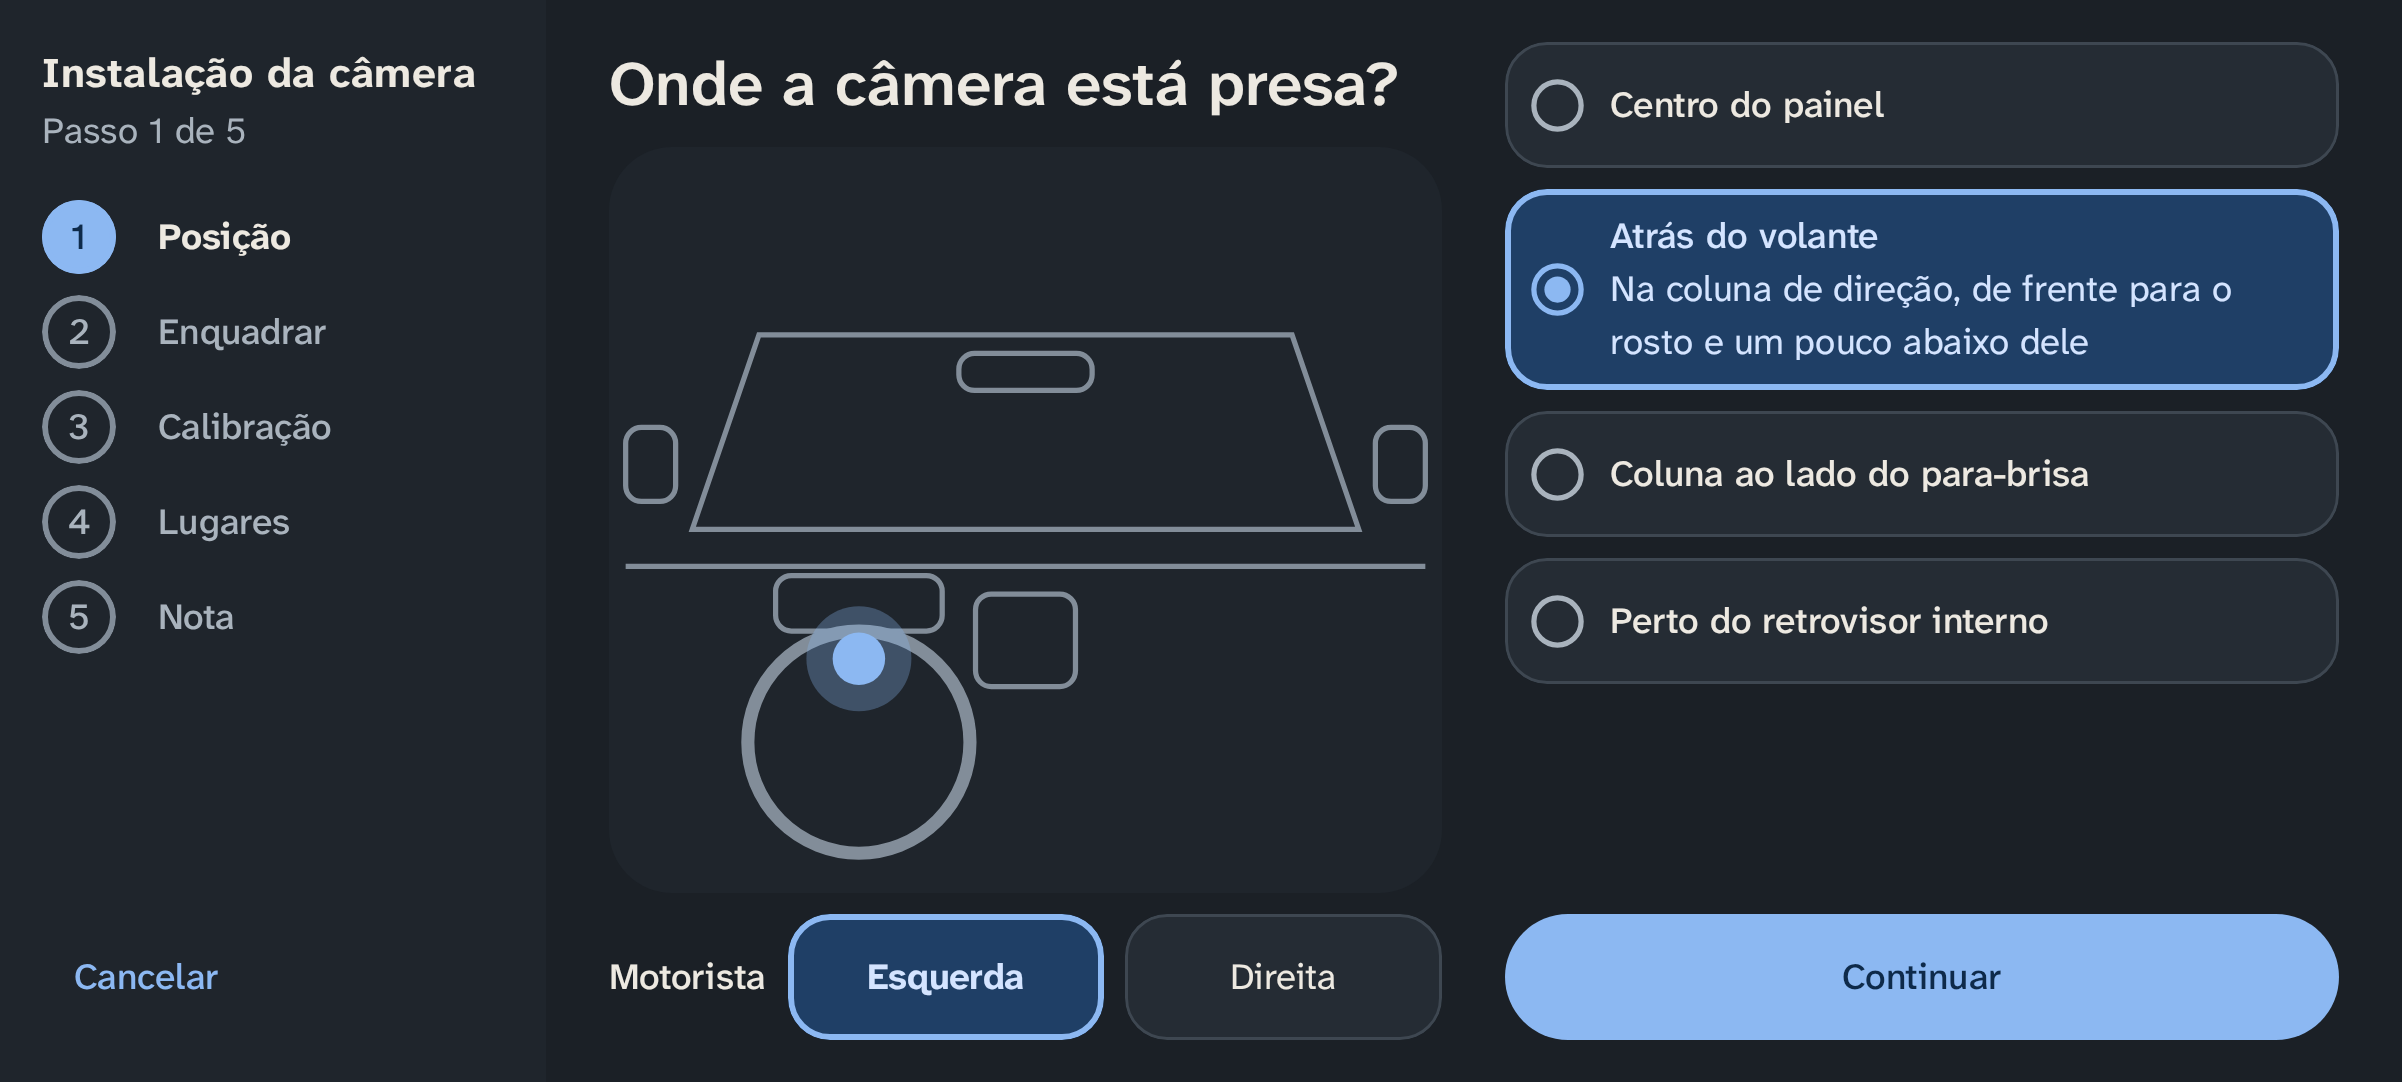 Instalação da câmera
Passo 1 de 5
1 Posição
2 Enquadrar
3 Calibração
4 Lugares
5 Nota
Cancelar
Onde a câmera está presa?
Motorista Esquerda Direita
Centro do painel
Atrás do volante
Na coluna de direção, de frente para o
rosto e um pouco abaixo dele
Coluna ao lado do para-brisa
Perto do retrovisor interno
Continuar